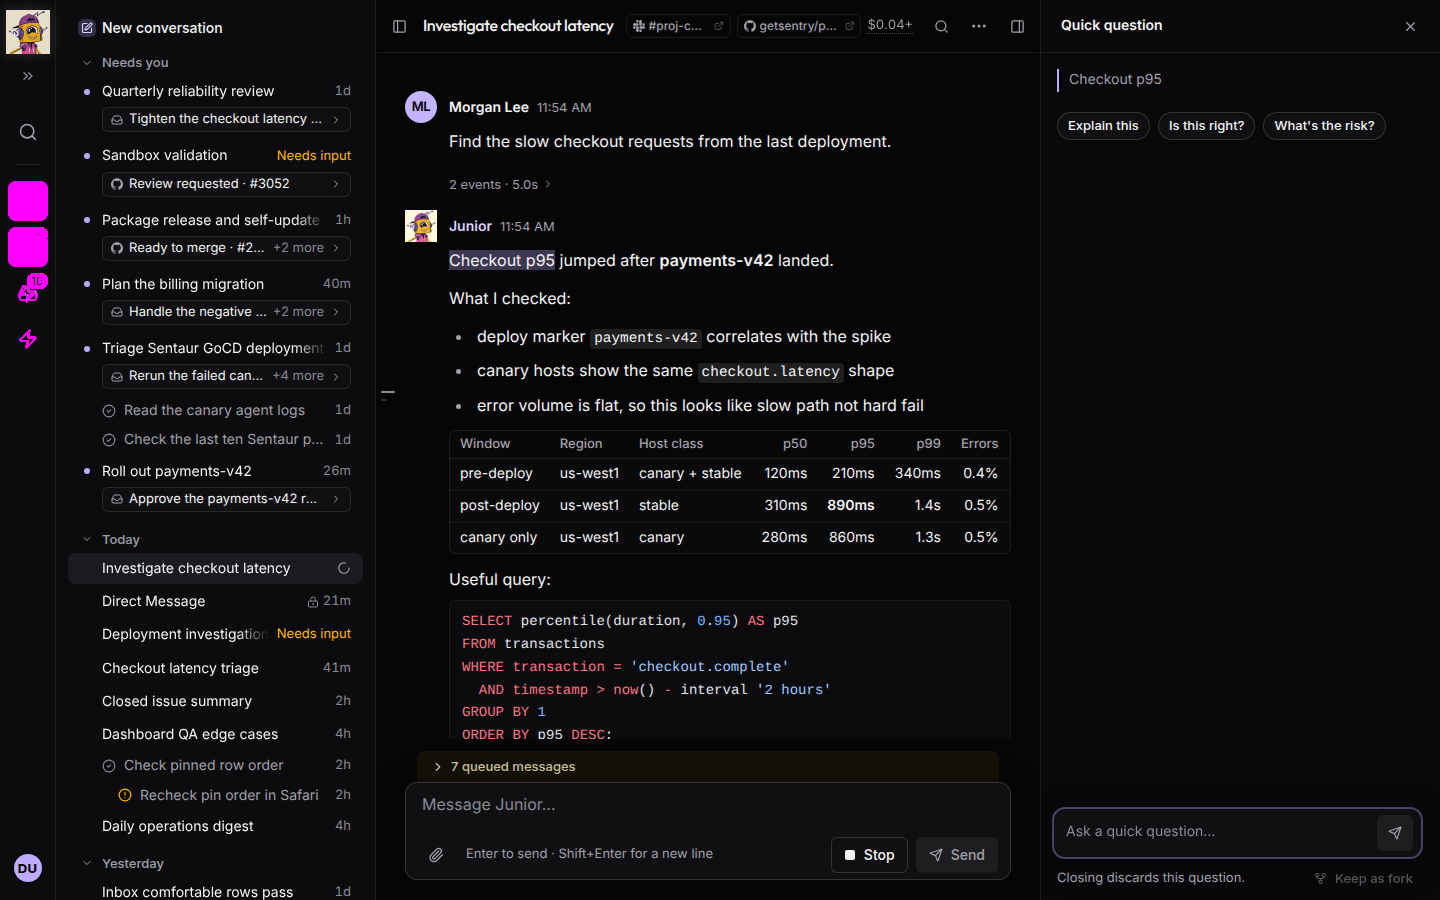 New conversation
Needs you
Quarterly reliability review 1d
Tighten the checkout latency ...
Sandbox validation Needs input
Review requested · #3052
Package release and self-update 1h
Ready to merge · #2... +2 more
Plan the billing migration 40m
Handle the negative ... +2 more
Triage Sentaur GoCD deployment 1d
Rerun the failed can... +4 more
Read the canary agent logs 1d
Check the last ten Sentaur p... 1d
Roll out payments-v42 26m
Approve the payments-v42 r...
Today
Investigate checkout latency
Direct Message 21m
Deployment investigation Needs input
Checkout latency triage 41m
Closed issue summary 2h
Dashboard QA edge cases 4h
Check pinned row order 2h
Recheck pin order in Safari 2h
Daily operations digest 4h
Yesterday
Inbox comfortable rows pass 1d
DU
Investigate checkout latency #proj-c... getsentry/p... $0.04+
ML Morgan Lee 11:54 AM
Find the slow checkout requests from the last deployment.
2 events · 5.0s
Junior 11:54 AM
Checkout p95 jumped after payments-v42 landed.
What I checked:
• deploy marker payments-v42 correlates with the spike
• canary hosts show the same checkout.latency shape
• error volume is flat, so this looks like slow path not hard fail
Window Region Host class p50 p95 p99 Errors
pre-deploy us-west1 canary + stable 120ms 210ms 340ms 0.4%
post-deploy us-west1 stable 310ms 890ms 1.4s 0.5%
canary only us-west1 canary 280ms 860ms 1.3s 0.5%
Useful query:
SELECT percentile(duration, 0.95) AS p95
FROM transactions
WHERE transaction = 'checkout.complete'
AND timestamp > now() - interval '2 hours'
GROUP BY 1
ORDER BY p95 DESC;
7 queued messages
Message Junior...
Enter to send · Shift+Enter for a new line
Stop Send
Quick question
Checkout p95
Explain this Is this right? What's the risk?
Ask a quick question...
Closing discards this question. Keep as fork